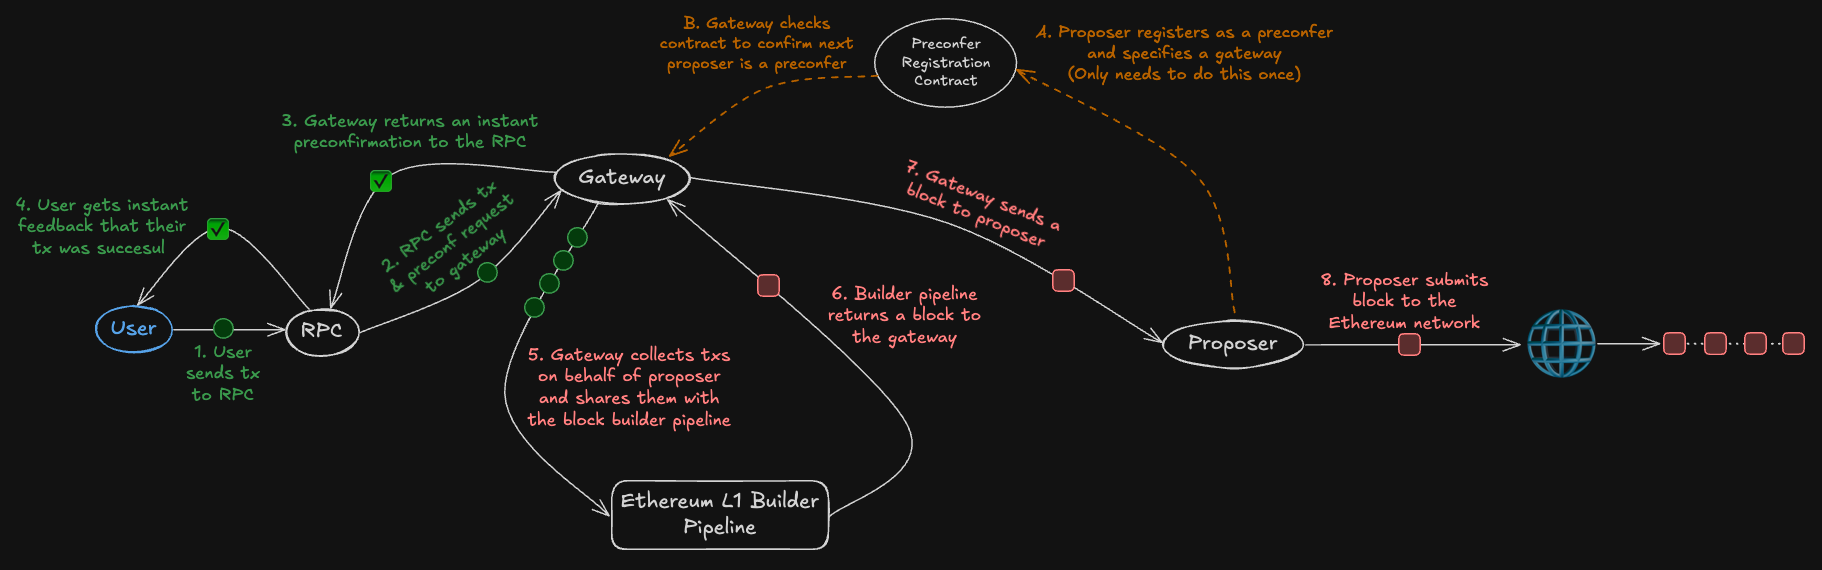 B. Gateway checks
contract to confirm next
proposer is a preconfer
Preconfer
Registration
Contract
A. Proposer registers as a preconfer
and specifies a gateway
(Only needs to do this once)
3. Gateway returns an instant
preconfirmation to the RPC
Gateway
4. User gets instant
feedback that their
tx was succesul
2. RPC sends tx
& preconf request
to gateway
7. Gateway sends a
block to proposer
User
RPC
1. User
sends tx
to RPC
5. Gateway collects txs
on behalf of proposer
and shares them with
the block builder pipeline
6. Builder pipeline
returns a block to
the gateway
Proposer
8. Proposer submits
block to the
Ethereum network
Ethereum L1 Builder
Pipeline